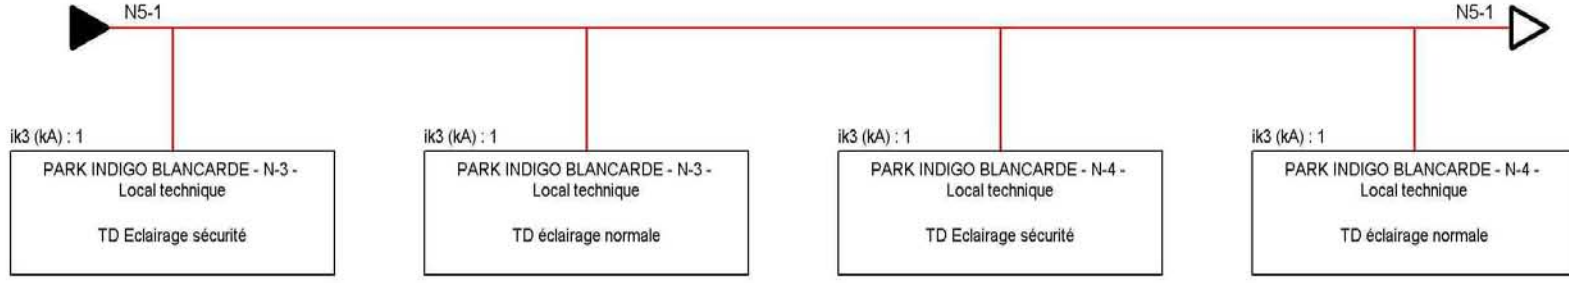 N5-1
N5-1
ik3 (kA) : 1
PARK INDIGO BLANCARDE - N-3 -
Local technique
TD Eclairage sécurité
ik3 (kA) : 1
PARK INDIGO BLANCARDE - N-3 -
Local technique
TD éclairage normale
ik3 (kA) : 1
PARK INDIGO BLANCARDE - N-4 -
Local technique
TD Eclairage sécurité
ik3 (kA) : 1
PARK INDIGO BLANCARDE - N-4 -
Local technique
TD éclairage normale